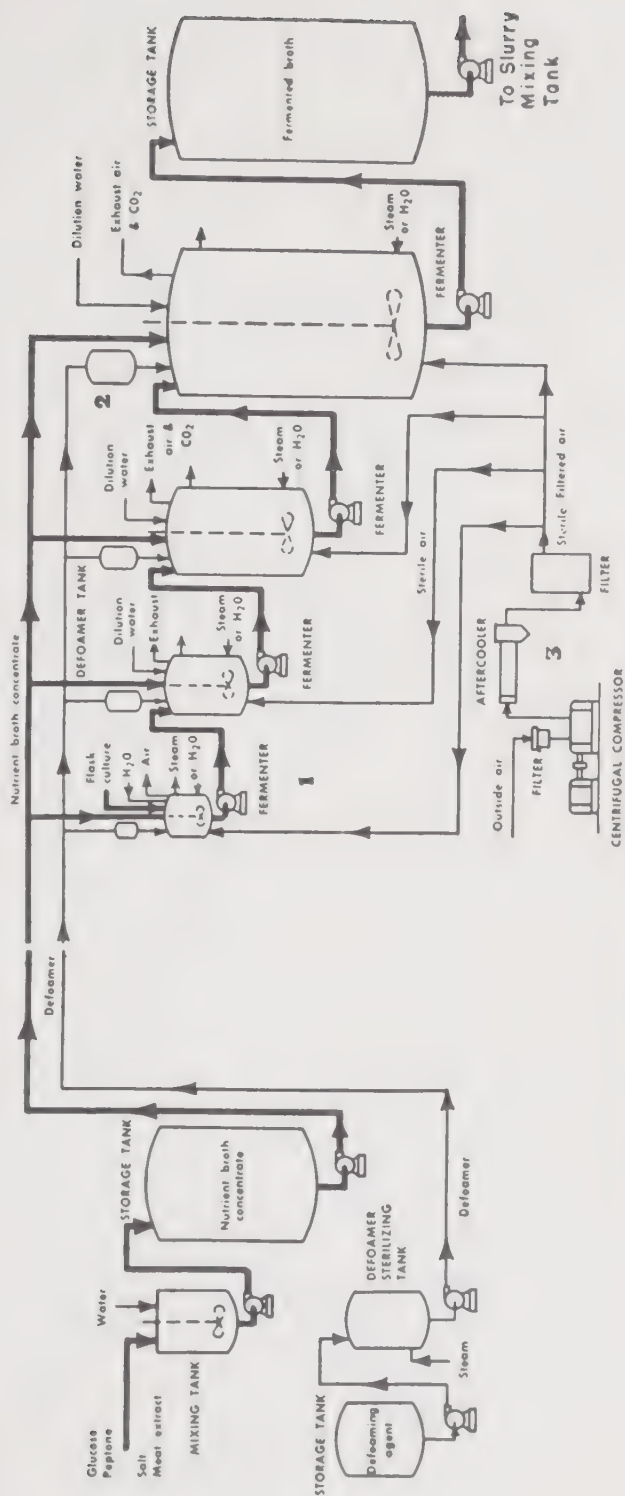 Glucose
Peptone
Salt
Meat extract
Water
MIXING TANK
STORAGE TANK
Nutrient broth
concentrate
STORAGE TANK
Defoaming
agent
DEFOAMER
STERILIZING
TANK
Steam
Defoamer
Defoamer
Nutrient broth concentrate
DEFOAMER TANK
Flask
culture
H2O
Air
Steam
or H2O
FERMENTER
1
Dilution
water
Exhaust
Steam
or H2O
FERMENTER
Dilution
water
Exhaust
air &
CO2
Steam
or H2O
FERMENTER
2
Dilution water
Exhaust air
& CO2
Steam
or H2O
FERMENTER
STORAGE TANK
Fermented broth
To Slurry
Mixing
Tank
Outside air
FILTER
CENTRIFUGAL COMPRESSOR
AFTERCOOLER
3
FILTER
Sterile Filtered air
Sterile air